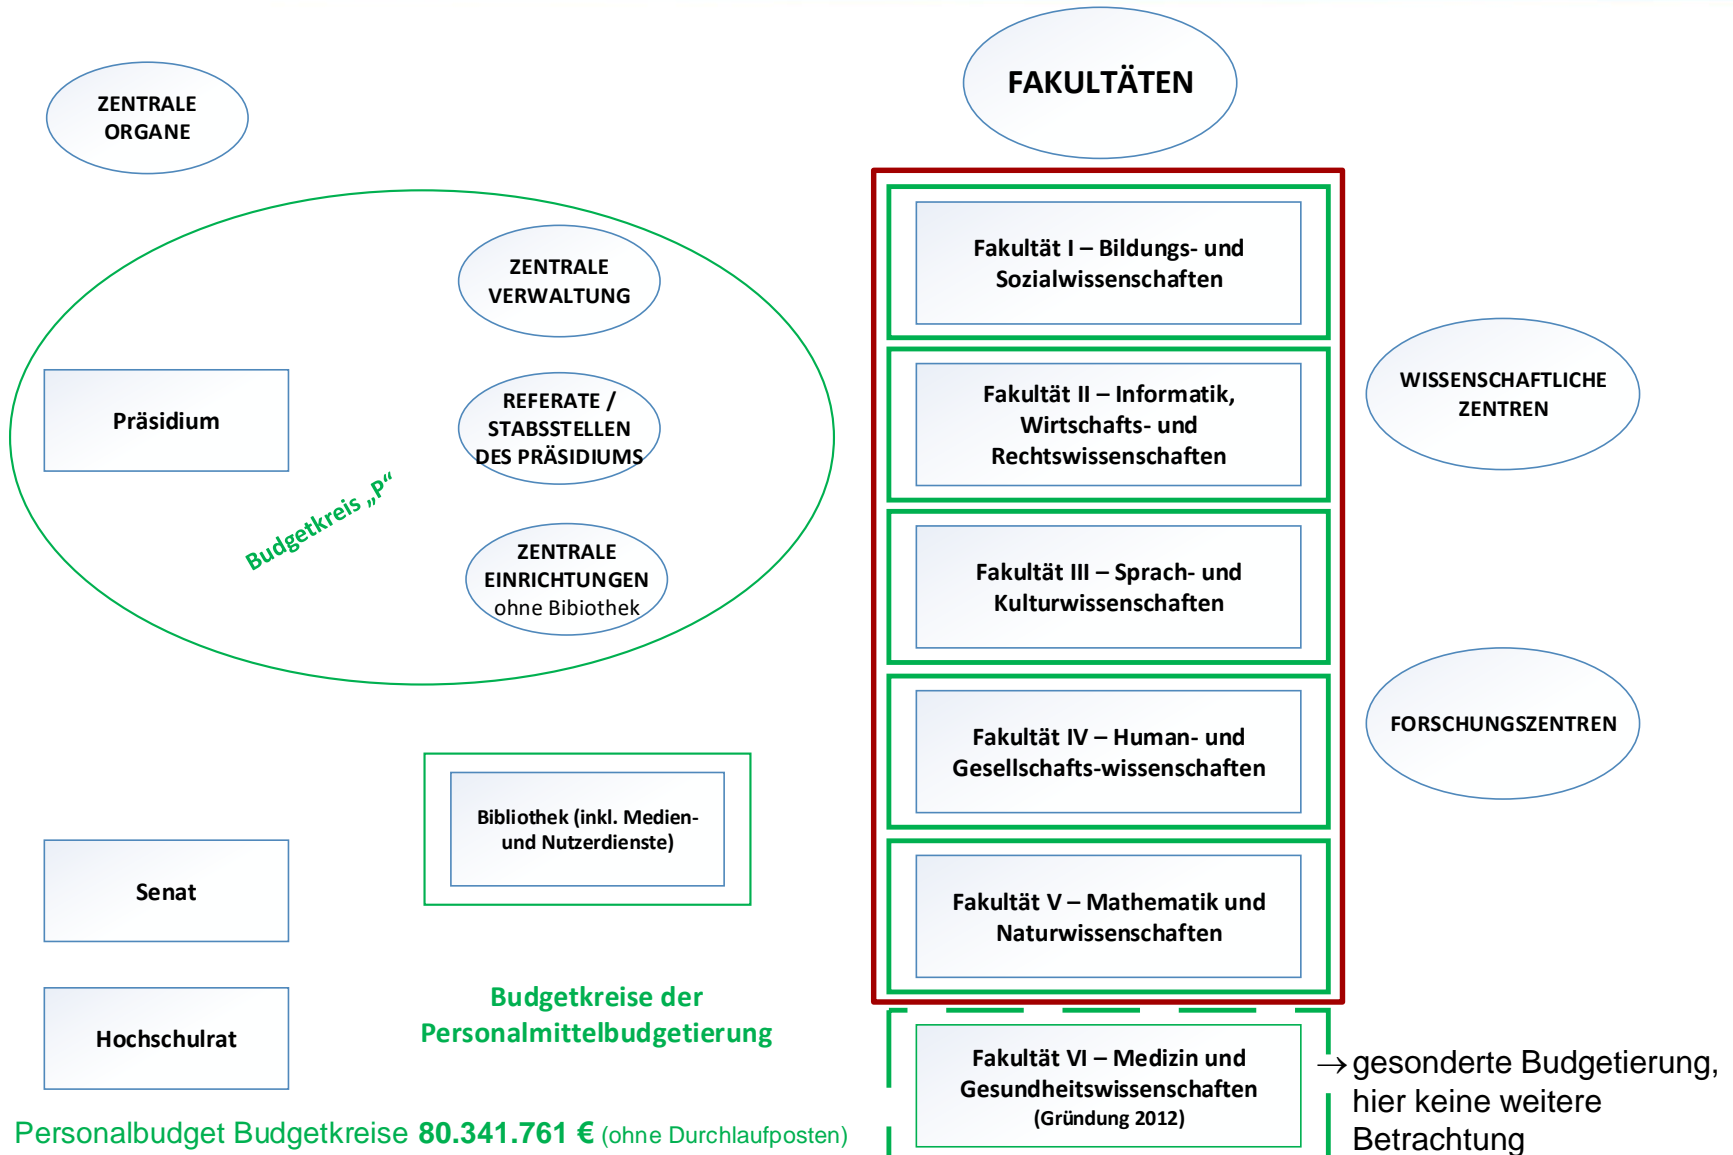 ZENTRALE
ORGANE
FAKULTÄTEN
ZENTRALE
VERWALTUNG
Präsidium
REFERATE /
STABSSTELLEN
DES PRÄSIDIUMS
Budgetkreis „P“
ZENTRALE
EINRICHTUNGEN
ohne Bibiothek
Bibliothek (inkl. Medien-
und Nutzerdienste)
Senat
Hochschulrat
Budgetkreise der
Personalmittelbudgetierung
Personalbudget Budgetkreise 80.341.761 € (ohne Durchlaufposten)
Fakultät I – Bildungs- und
Sozialwissenschaften
Fakultät II – Informatik,
Wirtschafts- und
Rechtswissenschaften
Fakultät III – Sprach- und
Kulturwissenschaften
Fakultät IV – Human- und
Gesellschafts-wissenschaften
Fakultät V – Mathematik und
Naturwissenschaften
Fakultät VI – Medizin und
Gesundheitswissenschaften
(Gründung 2012)
WISSENSCHAFTLICHE
ZENTREN
FORSCHUNGSZENTREN
→ gesonderte Budgetierung,
hier keine weitere
Betrachtung